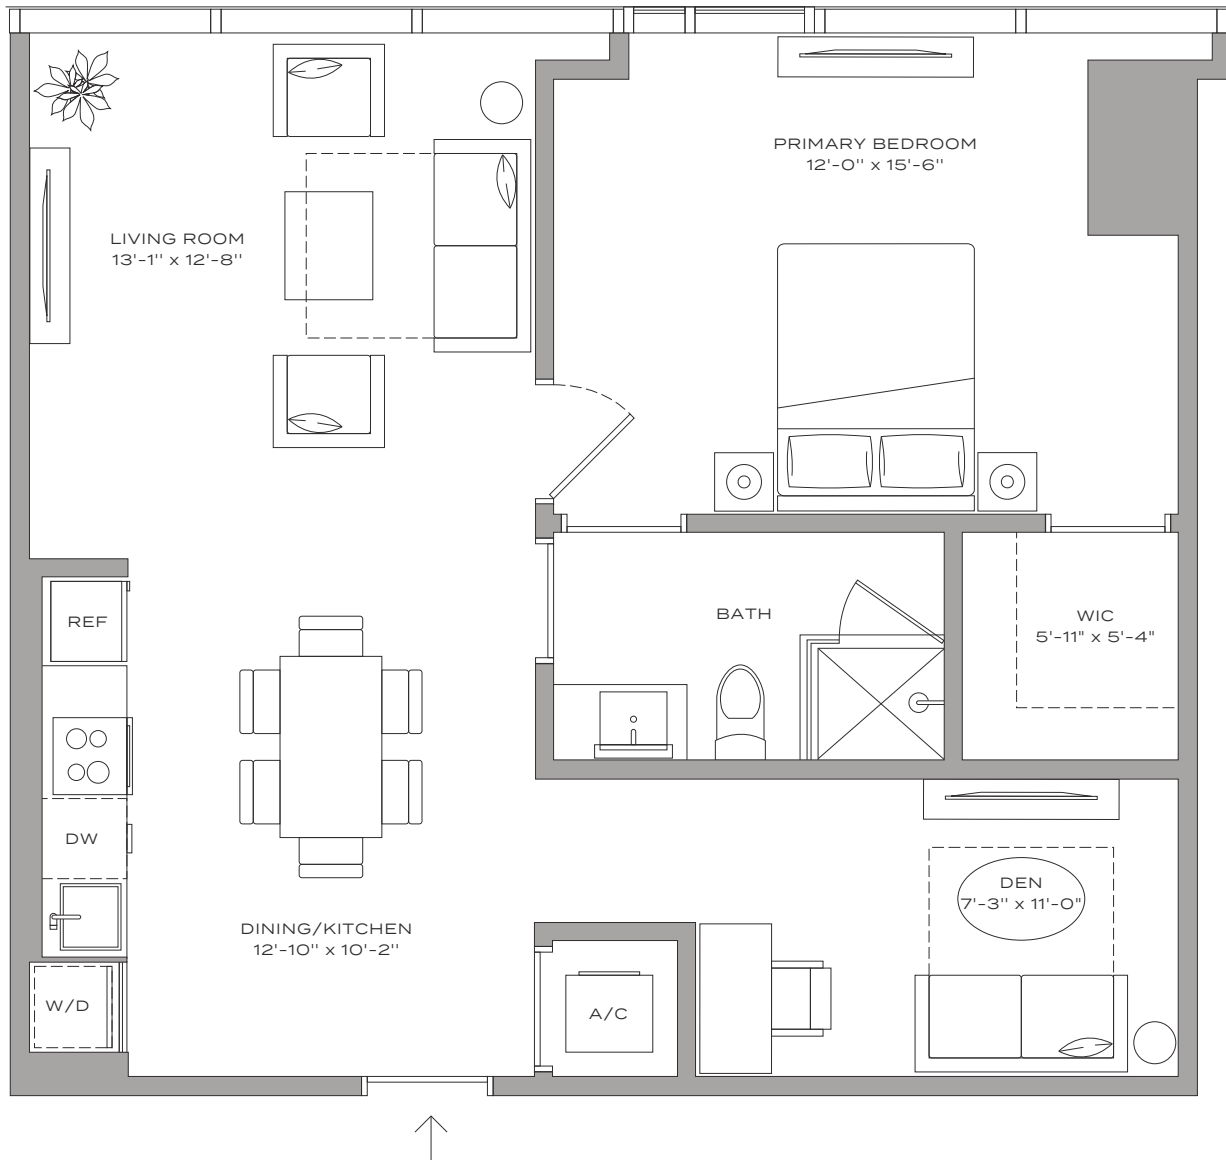 PRIMARY BEDROOM
12'-0" x 15'-6"
LIVING ROOM
13'-1" x 12'-8"
REF
BATH
WIC
5'-11" x 5'-4"
DW
DEN
7'-3" x 11'-0"
DINING/KITCHEN
12'-10" x 10'-2"
W/D
A/C